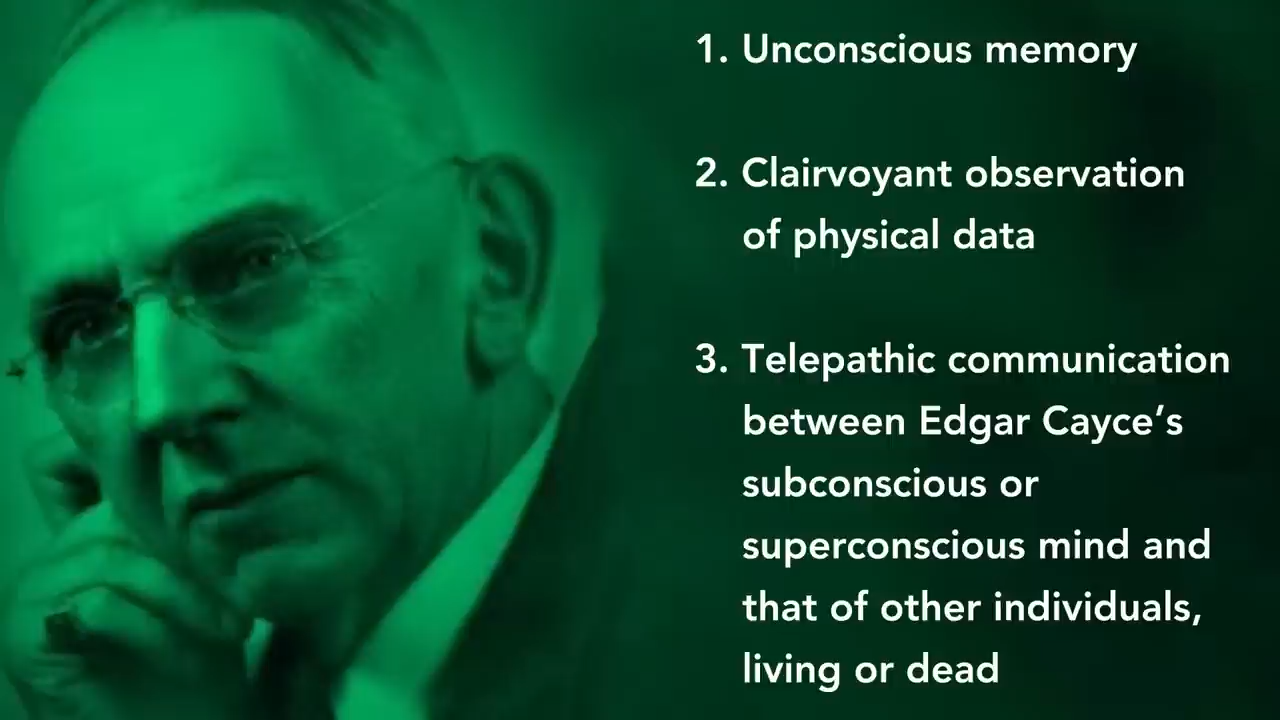 1. Unconscious memory
2. Clairvoyant observation
of physical data
3. Telepathic communication
between Edgar Cayce’s
subconscious or
superconscious mind and
that of other individuals,
living or dead